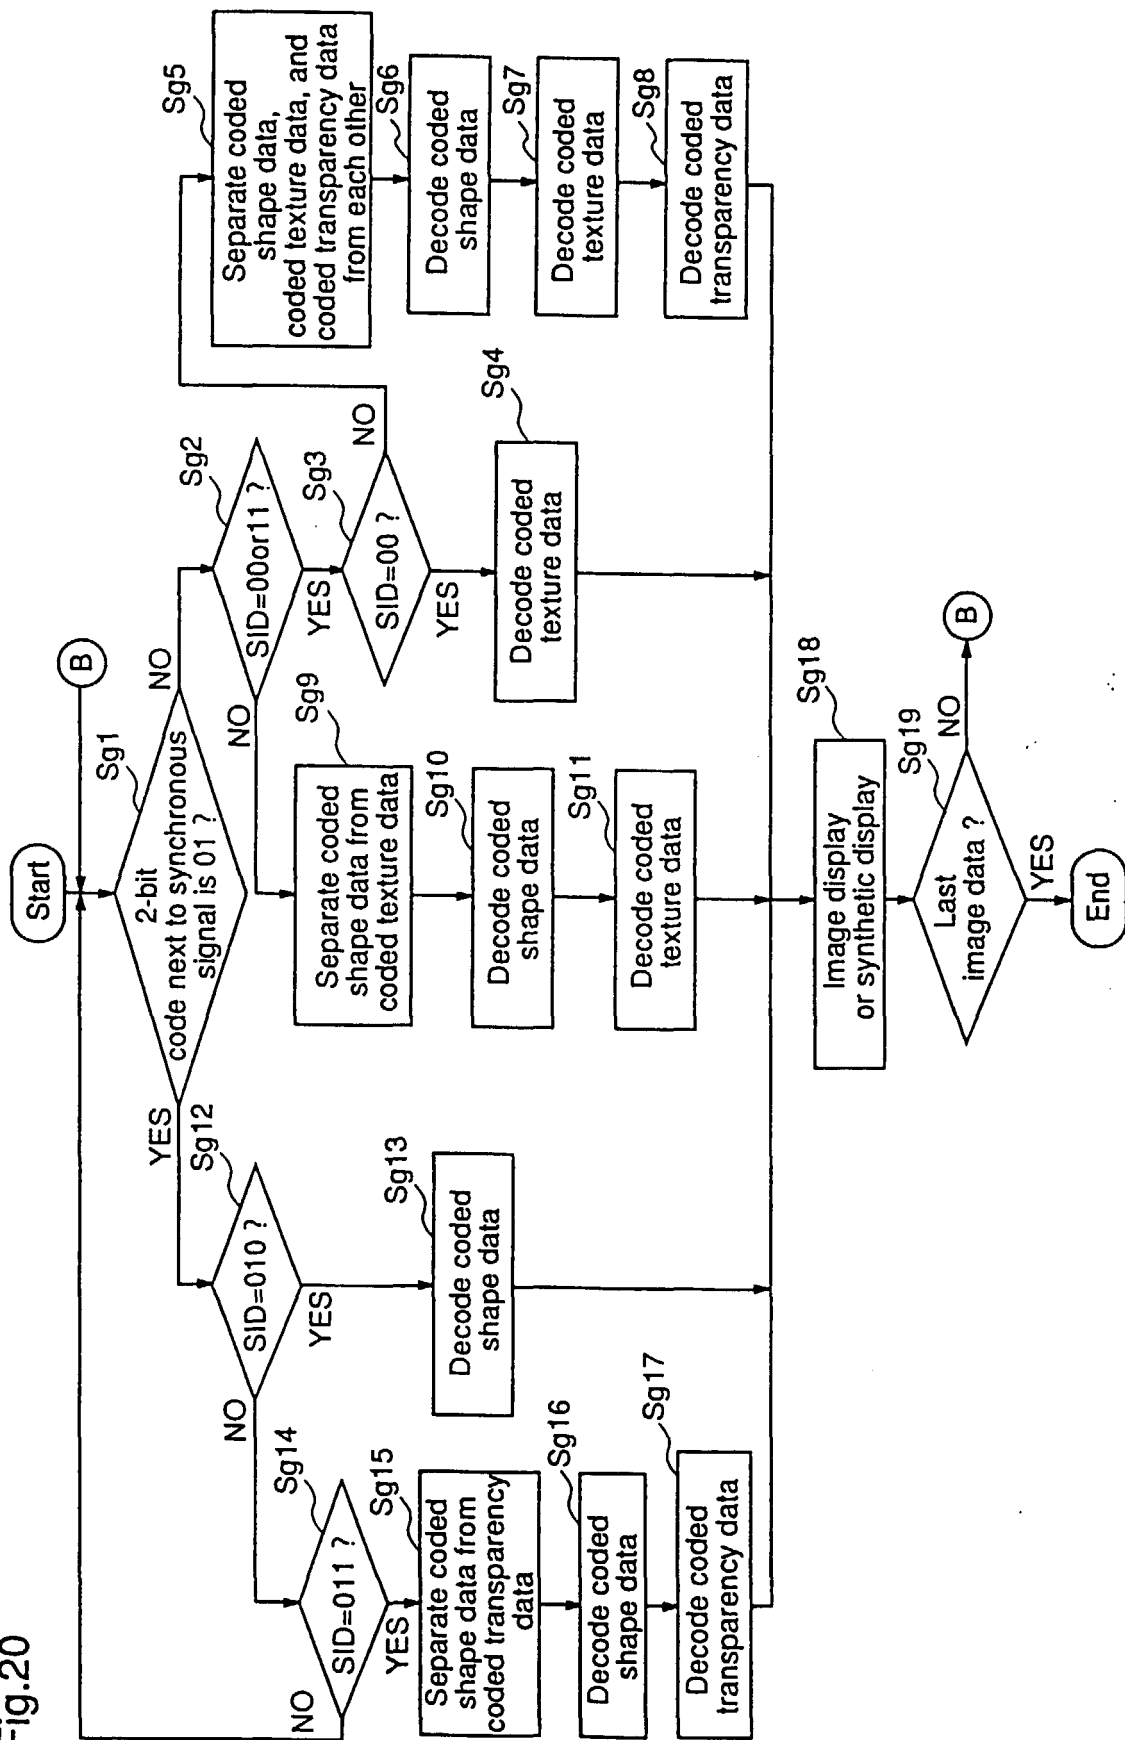 Fig.20
Start
B
Sg1
2-bit
code next to synchronous
signal is 01 ?
YES
NO
Sg12
SID=010 ?
NO
YES
Sg13
Decode coded
shape data
Sg14
SID=011 ?
NO
YES
Sg15
Separate coded
shape data from
coded transparency
data
Sg16
Decode coded
shape data
Sg17
Decode coded
transparency data
Sg2
SID=00or11 ?
NO
YES
Sg9
Separate coded
shape data from
coded texture data
Sg10
Decode coded
shape data
Sg11
Decode coded
texture data
Sg3
SID=00 ?
NO
YES
Sg4
Decode coded
texture data
Sg5
Separate coded
shape data,
coded texture data, and
coded transparency data
from each other
Sg6
Decode coded
shape data
Sg7
Decode coded
texture data
Sg8
Decode coded
transparency data
Sg18
Image display
or synthetic display
Sg19
Last
image data ?
NO
B
YES
End